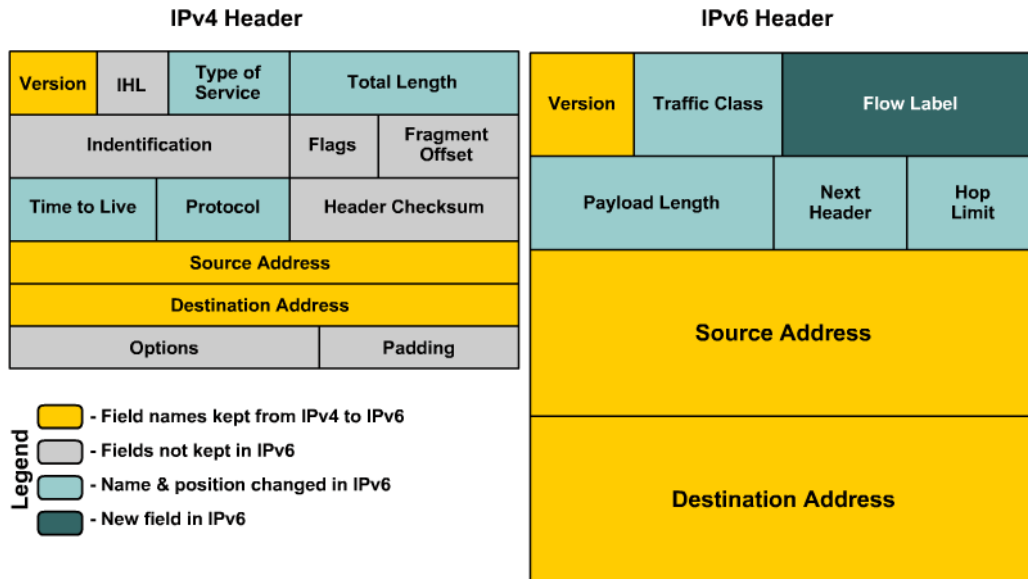 IPv4 Header
Version
IHL
Type of
Service
Total Length
Indentification
Flags
Fragment
Offset
Time to Live
Protocol
Header Checksum
Source Address
Destination Address
Options
Padding
Legend
- Field names kept from IPv4 to IPv6
- Fields not kept in IPv6
- Name & position changed in IPv6
- New field in IPv6
IPv6 Header
Version
Traffic Class
Flow Label
Payload Length
Next
Header
Hop
Limit
Source Address
Destination Address